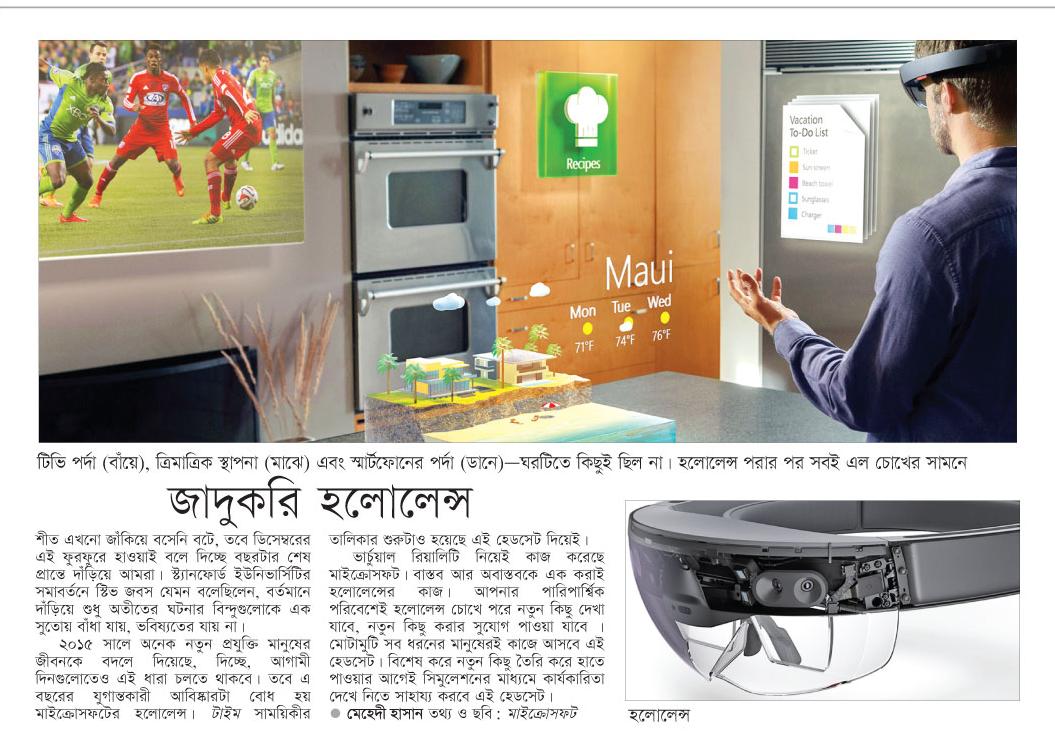 Recipes
Vacation
To-Do List
Ticket
Sun screen
Beach towel
Sunglasses
Charger
Maui
Mon Tue Wed
71°F 74°F 76°F
adidas
XBOX
টিভি পর্দা (বাঁয়ে), ত্রিমাত্রিক স্থাপনা (মাঝে) এবং স্মার্টফোনের পর্দা (ডানে)—ঘরটিতে কিছুই ছিল না। হলোলেন্স পরার পর সবই এল চোখের সামনে
জাদুকরি হলোলেন্স
শীত এখনো জাঁকিয়ে বসেনি বটে, তবে ডিসেম্বরের
এই ফুরফুরে হাওয়াই বলে দিচ্ছে বছরটার শেষ
প্রান্তে দাঁড়িয়ে আমরা। স্ট্যানফোর্ড ইউনিভার্সিটির
সমাবর্তনে স্টিভ জবস যেমন বলেছিলেন, বর্তমানে
দাঁড়িয়ে শুধু অতীতের ঘটনার বিন্দুগুলোকে এক
সুতোয় বাঁধা যায়, ভবিষ্যতের যায় না।
২০১৫ সালে অনেক নতুন প্রযুক্তি মানুষের
জীবনকে বদলে দিয়েছে, দিচ্ছে, আগামী
দিনগুলোতেও এই ধারা চলতে থাকবে। তবে এ
বছরের যুগান্তকারী আবিষ্কারটা বোধ হয়
মাইক্রোসফটের হলোলেন্স। টাইম সাময়িকীর
তালিকার শুরুটাও হয়েছে এই হেডসেট দিয়েই।
ভার্চুয়াল রিয়ালিটি নিয়েই কাজ করেছে
মাইক্রোসফট। বাস্তব আর অবাস্তবকে এক করাই
হলোলেন্সের কাজ। আপনার পারিপার্শ্বিক
পরিবেশেই হলোলেন্স চোখে পরে নতুন কিছু দেখা
যাবে, নতুন কিছু করার সুযোগ পাওয়া যাবে ।
মোটামুটি সব ধরনের মানুষেরই কাজে আসবে এই
হেডসেট। বিশেষ করে নতুন কিছু তৈরি করে হাতে
পাওয়ার আগেই সিমুলেশনের মাধ্যমে কার্যকারিতা
দেখে নিতে সাহায্য করবে এই হেডসেট।
● মেহেদী হাসান তথ্য ও ছবি : মাইক্রোসফট
হলোলেন্স